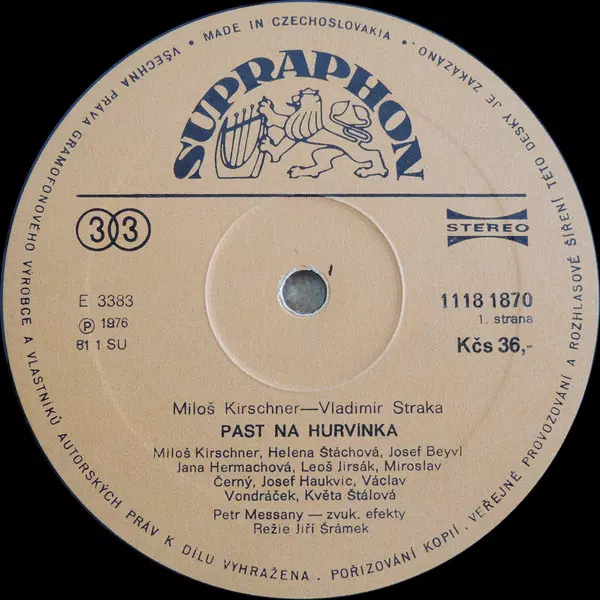 SUPRAPHON
33
STEREO
E 3383
℗ 1976
81 1 SU
1118 1870
1. strana
Kčs 36,-
Miloš Kirschner—Vladimír Straka
PAST NA HURVÍNKA
Miloš Kirschner, Helena Štáchová, Josef Beyvl
Jana Hermachová, Leoš Jirsák, Miroslav
Černý, Josef Haukvic, Václav
Vondráček, Květa Štálová
Petr Messany — zvuk. efekty
Režie Jiří Šrámek
MADE IN CZECHOSLOVAKIA
VŠECHNA PRÁVA GRAMOFONOVÉHO VÝROBCE A VLASTNÍKŮ AUTORSKÝCH PRÁV K DÍLU VYHRAŽENA . POŘIZOVÁNÍ KOPIÍ . VEŘEJNÉ PROVOZOVÁNÍ A ROZHLASOVÉ ŠÍŘENÍ TÉTO DESKY JE ZAKÁZÁNO .